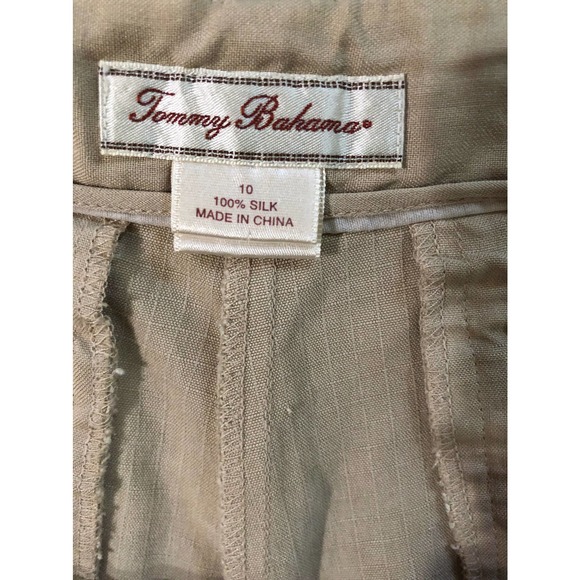 Tommy Bahama®
10
100% SILK
MADE IN CHINA